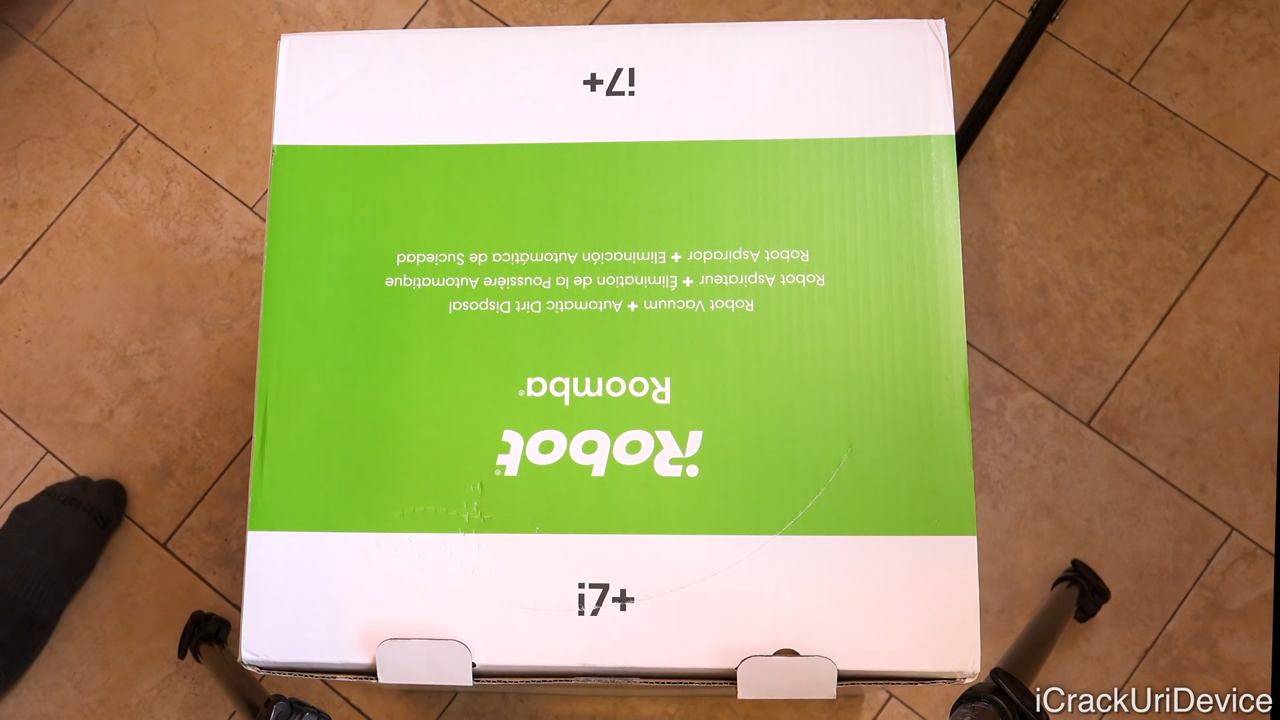 i7+
iRobot®
Roomba®
Robot Vacuum + Automatic Dirt Disposal
Robot Aspirateur + Élimination de la Poussière Automatique
Robot Aspirador + Eliminación Automática de Suciedad
i7+
iCrackUriDevice